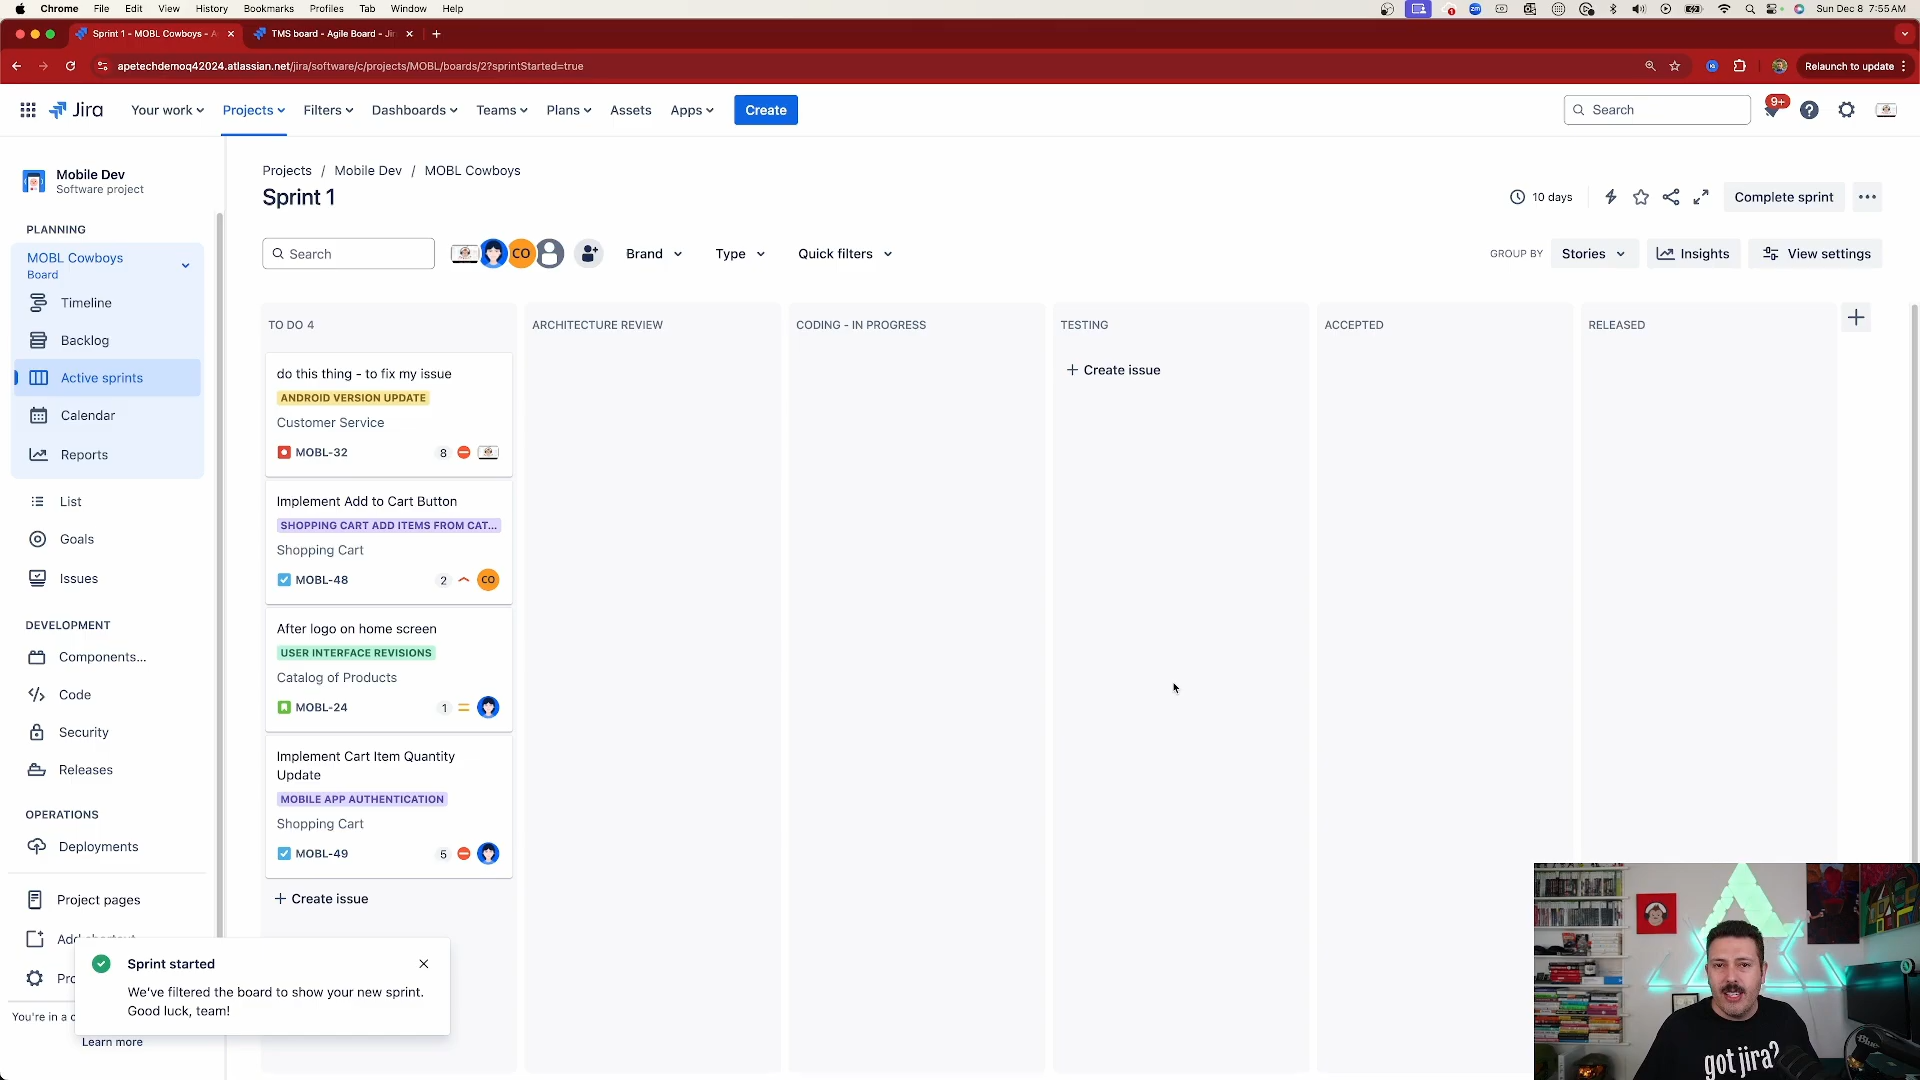 Chrome File Edit View History Bookmarks Profiles Tab Window Help
Sun Dec 8 7:55 AM
Sprint 1 - MOBL Cowboys - A
TMS board - Agile Board - Jir
apetechdemoq42024.atlassian.net/jira/software/c/projects/MOBL/boards/2?sprintStarted=true
Relaunch to update
Jira
Your work
Projects
Filters
Dashboards
Teams
Plans
Assets
Apps
Create
Search
9+
Mobile Dev
Software project
PLANNING
MOBL Cowboys
Board
Timeline
Backlog
Active sprints
Calendar
Reports
List
Goals
Issues
DEVELOPMENT
Components...
Code
Security
Releases
OPERATIONS
Deployments
Project pages
Add shortcut
Pro
You're in a c
Learn more
Projects / Mobile Dev / MOBL Cowboys
Sprint 1
10 days
Complete sprint
Search
CO
Brand
Type
Quick filters
GROUP BY
Stories
Insights
View settings
TO DO 4
ARCHITECTURE REVIEW
CODING - IN PROGRESS
TESTING
ACCEPTED
RELEASED
do this thing - to fix my issue
ANDROID VERSION UPDATE
Customer Service
MOBL-32
8
Implement Add to Cart Button
SHOPPING CART ADD ITEMS FROM CAT...
Shopping Cart
MOBL-48
2
CO
After logo on home screen
USER INTERFACE REVISIONS
Catalog of Products
MOBL-24
1
Implement Cart Item Quantity
Update
MOBILE APP AUTHENTICATION
Shopping Cart
MOBL-49
5
Create issue
Create issue
Sprint started
We've filtered the board to show your new sprint.
Good luck, team!
got jira?
Blue